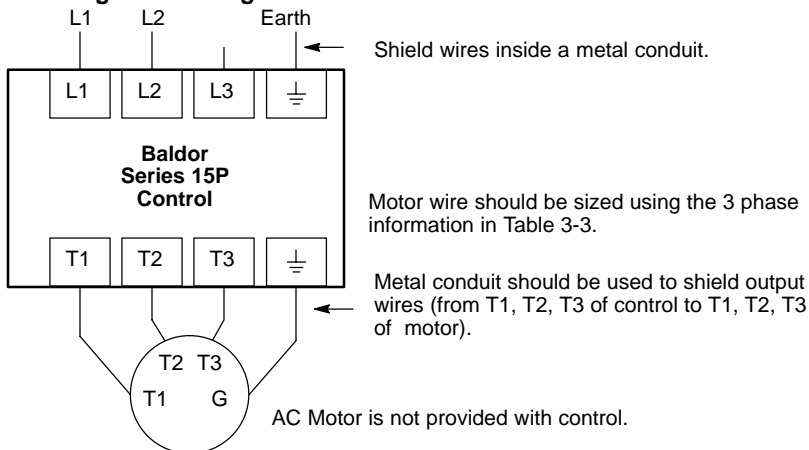 L1 L2 Earth
Shield wires inside a metal conduit.
L1 L2 L3
Baldor
Series 15P
Control
Motor wire should be sized using the 3 phase
information in Table 3-3.
T1 T2 T3
Metal conduit should be used to shield output
wires (from T1, T2, T3 of control to T1, T2, T3
of motor).
T2 T3
T1 G
AC Motor is not provided with control.